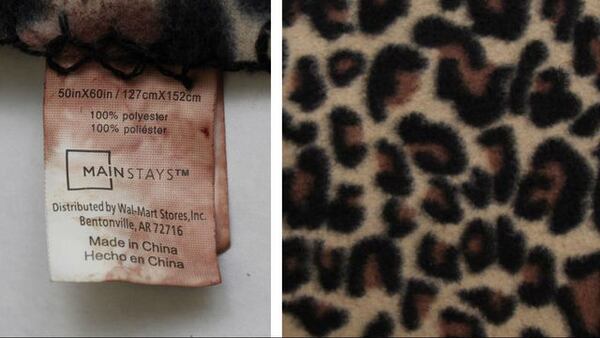 50inX60in / 127cmX152cm
100% polyester
100% poliéster
MAINSTAYS™
Distributed by Wal-Mart Stores, Inc.
Bentonville, AR 72716
Made in China
Hecho en China